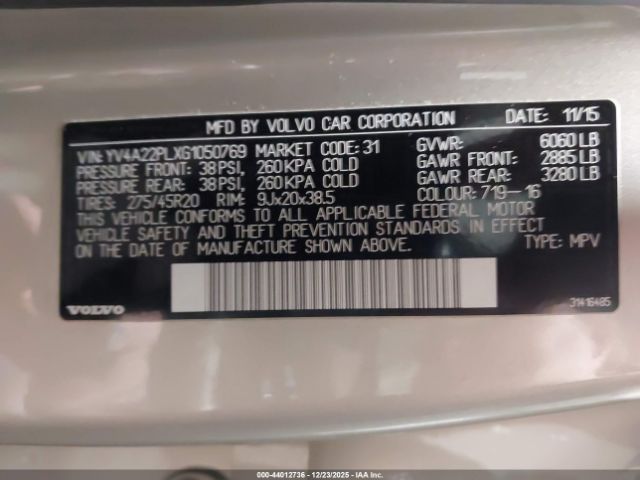 MFD BY VOLVO CAR CORPORATION DATE: 11/15
VIN: YV4A22PLXG1050769 MARKET CODE: 31 GVWR: 6060 LB
PRESSURE FRONT: 38 PSI, 260 KPA COLD GAWR FRONT: 2885 LB
PRESSURE REAR: 38 PSI, 260 KPA COLD GAWR REAR: 3280 LB
TIRES: 275/45R20 RIM: 9Jx20x38.5 COLOUR: 719-16
THIS VEHICLE CONFORMS TO ALL APPLICABLE FEDERAL MOTOR
VEHICLE SAFETY AND THEFT PREVENTION STANDARDS IN EFFECT
ON DATE OF MANUFACTURE SHOWN ABOVE. TYPE: MPV
VOLVO 31416485
000-44012736 - 12/23/2025 - IAAI.com